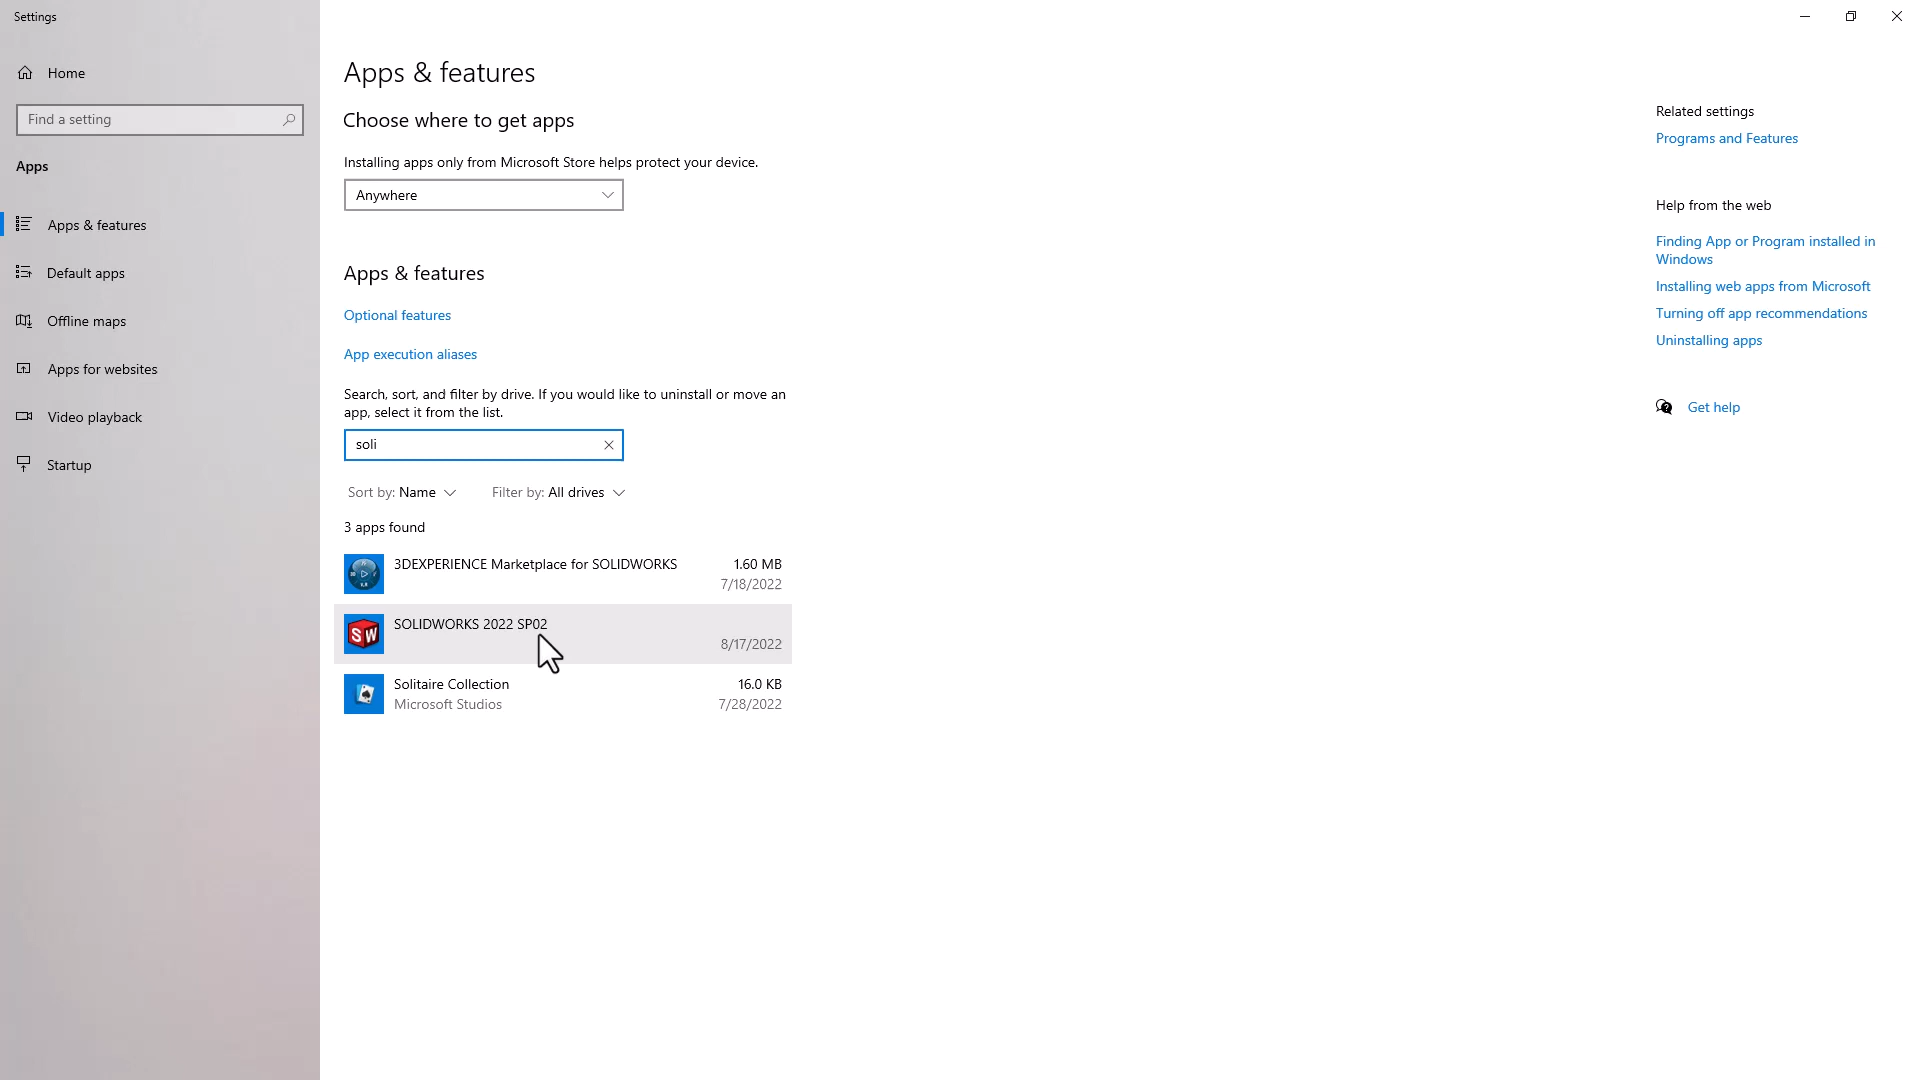 Settings
Home
Find a setting
Apps
Apps & features
Default apps
Offline maps
Apps for websites
Video playback
Startup
Apps & features
Choose where to get apps
Installing apps only from Microsoft Store helps protect your device.
Anywhere
Apps & features
Optional features
App execution aliases
Search, sort, and filter by drive. If you would like to uninstall or move an
app, select it from the list.
soli
Sort by: Name
Filter by: All drives
3 apps found
3DEXPERIENCE Marketplace for SOLIDWORKS
1.60 MB
7/18/2022
SW
SOLIDWORKS 2022 SP02
8/17/2022
Solitaire Collection
16.0 KB
Microsoft Studios
7/28/2022
Related settings
Programs and Features
Help from the web
Finding App or Program installed in
Windows
Installing web apps from Microsoft
Turning off app recommendations
Uninstalling apps
Get help